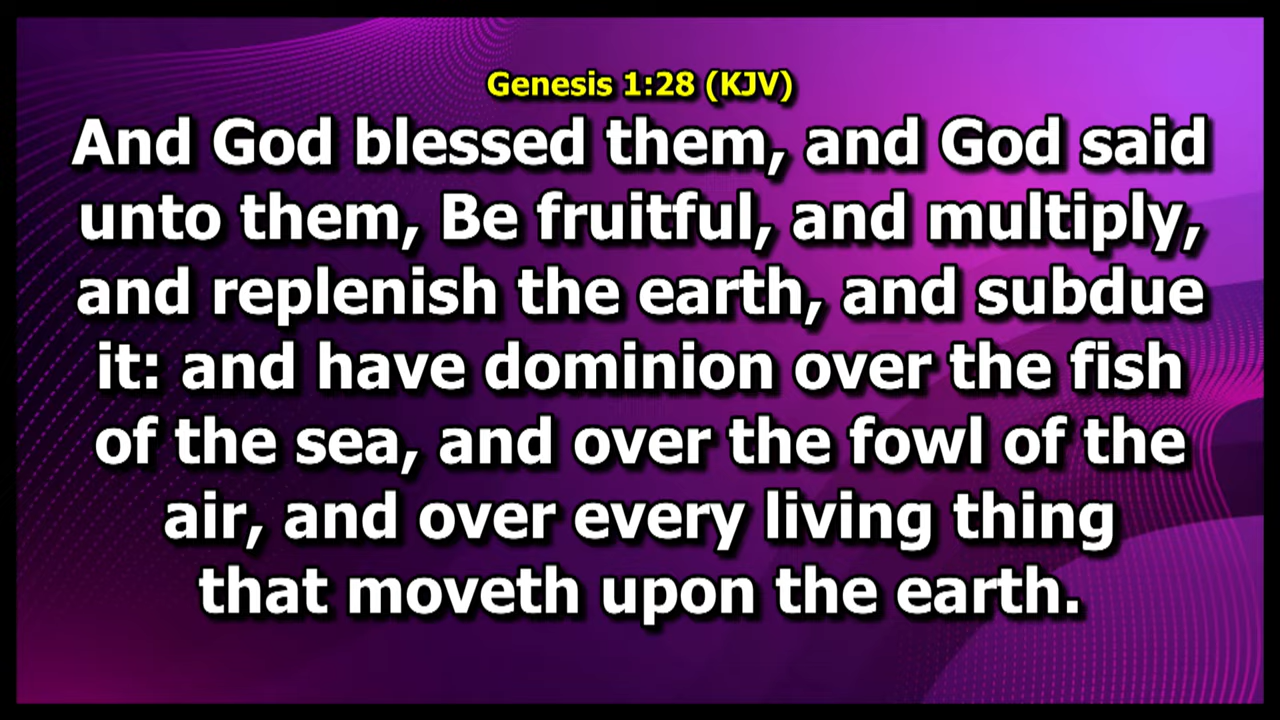 Genesis 1:28 (KJV)
And God blessed them, and God said
unto them, Be fruitful, and multiply,
and replenish the earth, and subdue
it: and have dominion over the fish
of the sea, and over the fowl of the
air, and over every living thing
that moveth upon the earth.